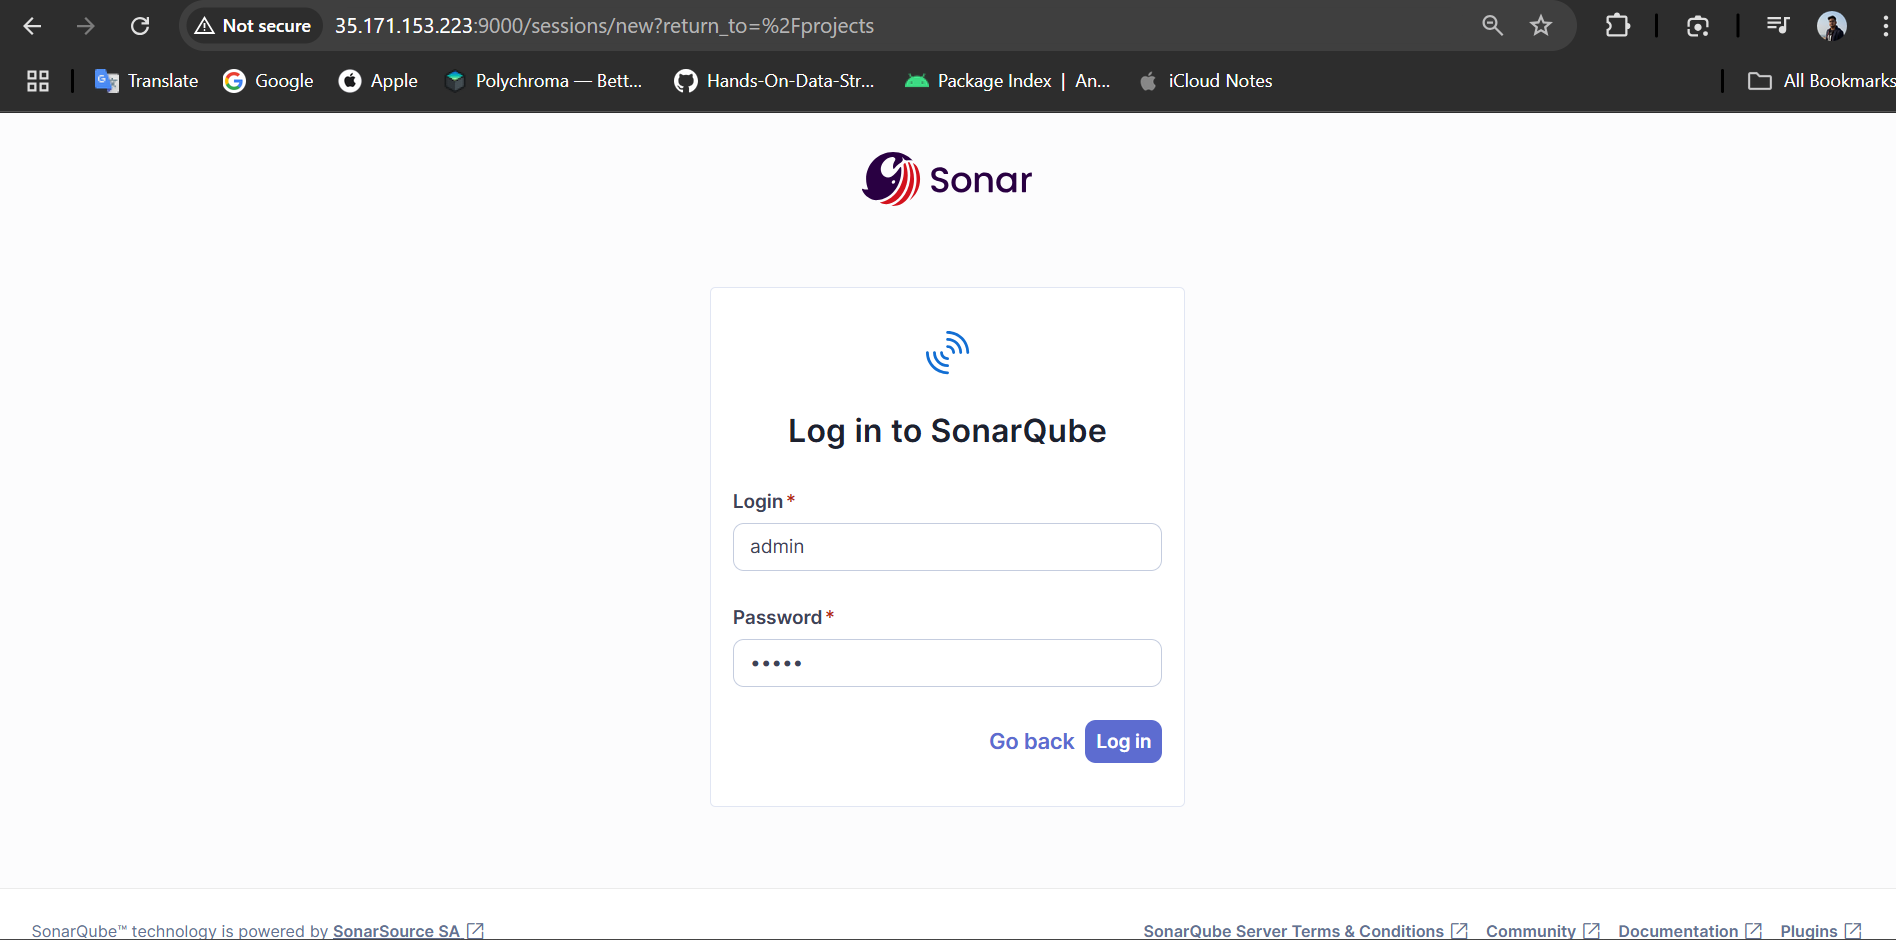 Not secure 35.171.153.223:9000/sessions/new?return_to=%2Fprojects
Translate Google Apple Polychroma — Bett... Hands-On-Data-Str... Package Index | An... iCloud Notes All Bookmarks
Sonar
Log in to SonarQube
Login *
admin
Password *
•••••
Go back Log in
SonarQube™ technology is powered by SonarSource SA SonarQube Server Terms & Conditions Community Documentation Plugins